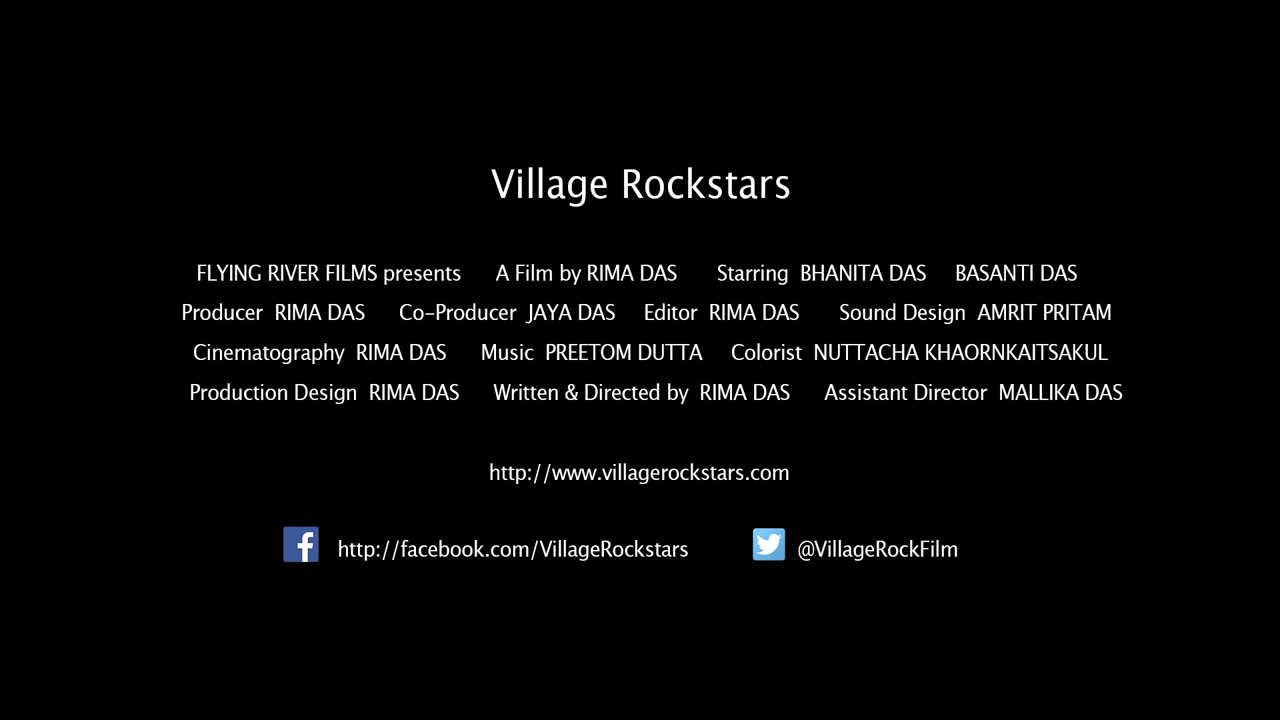 Village Rockstars
FLYING RIVER FILMS presents A Film by RIMA DAS Starring BHANITA DAS BASANTI DAS
Producer RIMA DAS Co-Producer JAYA DAS Editor RIMA DAS Sound Design AMRIT PRITAM
Cinematography RIMA DAS Music PREETOM DUTTA Colorist NUTTACHA KHAORNKAITSAKUL
Production Design RIMA DAS Written & Directed by RIMA DAS Assistant Director MALLIKA DAS
http://www.villagerockstars.com
http://facebook.com/VillageRockstars @VillageRockFilm